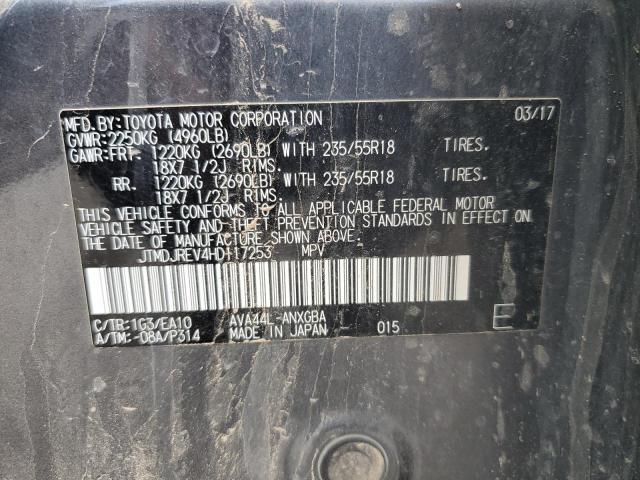 MFD.BY:TOYOTA MOTOR CORPORATION 03/17
GVWR:2250KG (4960LB)
GAWR:FRT. 1220KG (2690LB) WITH 235/55R18 TIRES.
18X7 1/2J RIMS.
RR. 1220KG (2690LB) WITH 235/55R18 TIRES.
18X7 1/2J RIMS.
THIS VEHICLE CONFORMS TO ALL APPLICABLE FEDERAL MOTOR
VEHICLE SAFETY AND THEFT PREVENTION STANDARDS IN EFFECT ON
THE DATE OF MANUFACTURE SHOWN ABOVE.
JTMDJREV4HD117253 MPV
C/TR:1G3/EA10 AVA44L-ANXGBA
A/TM:-08A/P314 MADE IN JAPAN - 015 E